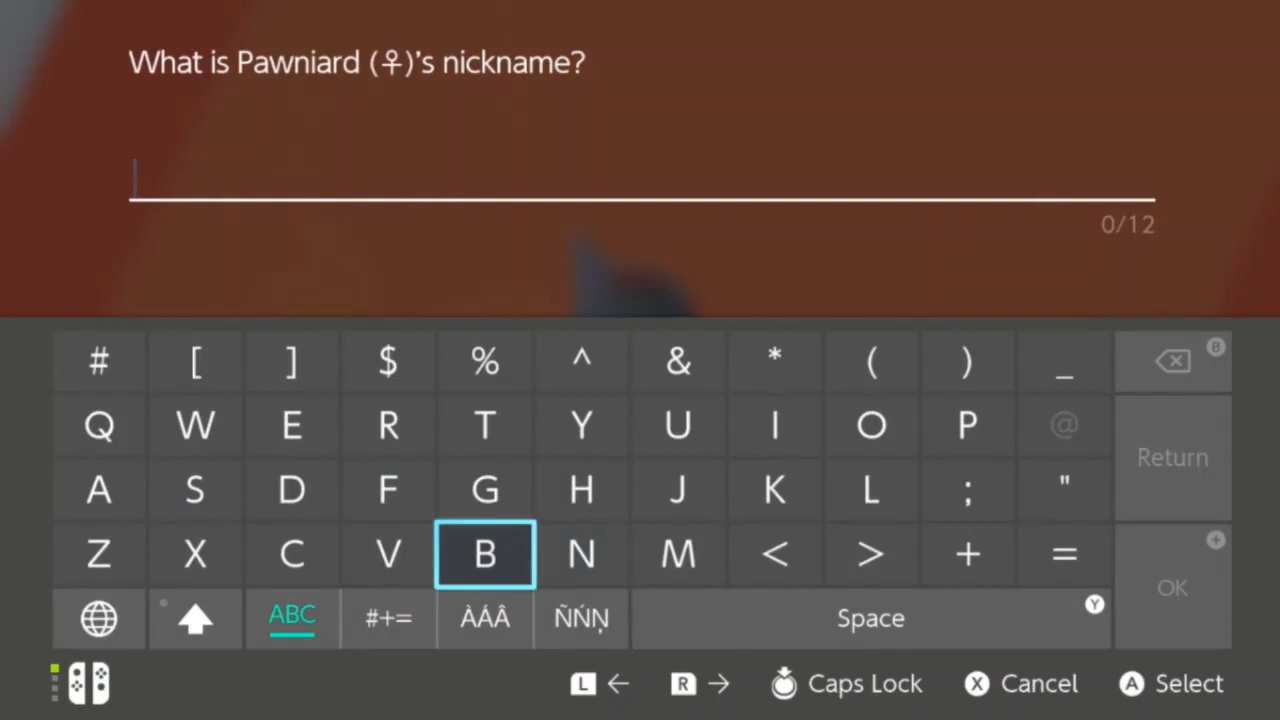 What is Pawniard (♀)'s nickname?
0/12
# [ ] $ % ^ & * ( ) _ B
Q W E R T Y U I O P @ Return
A S D F G H J K L ; "
Z X C V B N M < > + = OK
ABC #+= ÀÁÂ ÑŃŅ Space Y
L ← R → Caps Lock X Cancel A Select